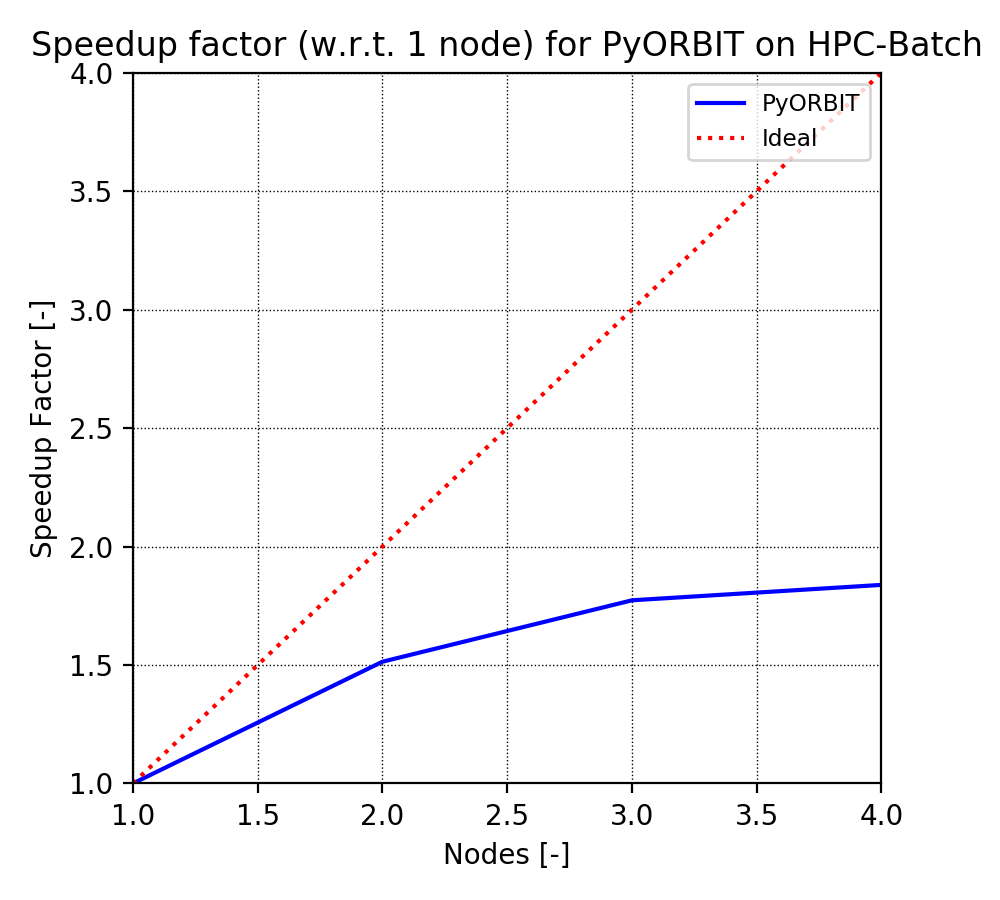 Speedup factor (w.r.t. 1 node) for PyORBIT on HPC-Batch
4.0
3.5
3.0
2.5
2.0
1.5
1.0
Speedup Factor [-]
PyORBIT
Ideal
1.0 1.5 2.0 2.5 3.0 3.5 4.0
Nodes [-]